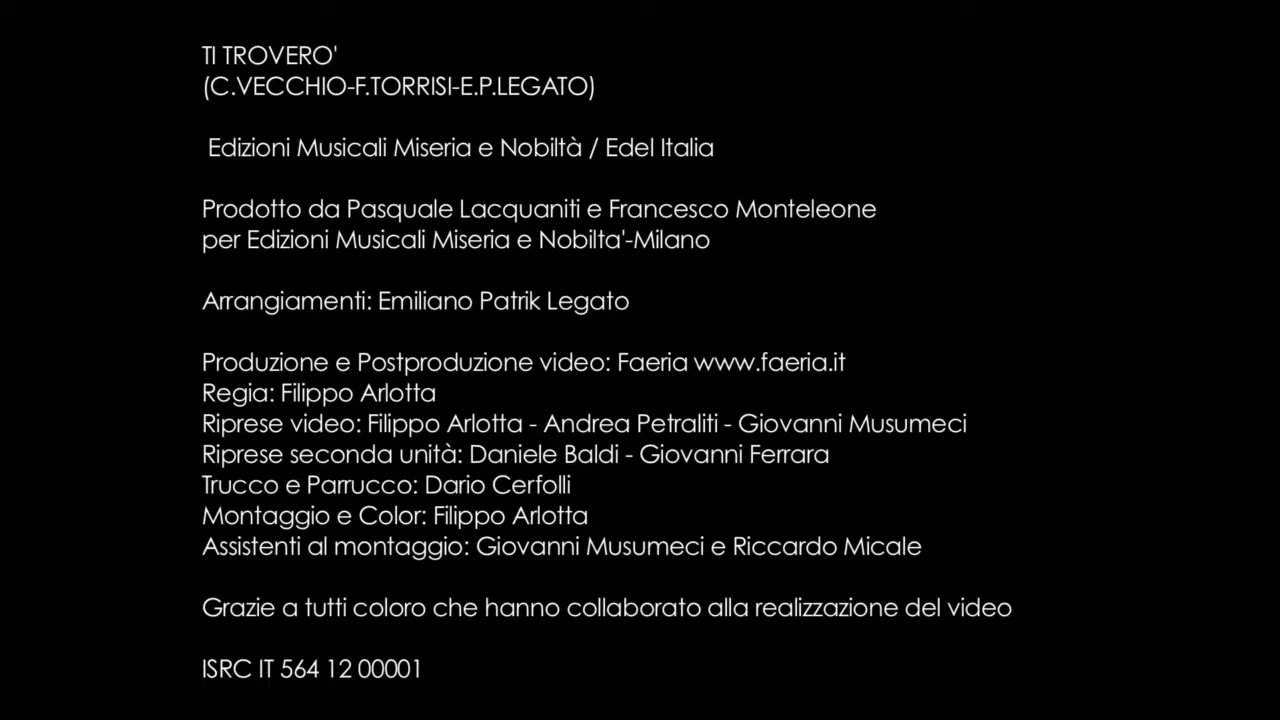 TI TROVERO'
(C.VECCHIO-F.TORRISI-E.P.LEGATO)
Edizioni Musicali Miseria e Nobiltà / Edel Italia
Prodotto da Pasquale Lacquaniti e Francesco Monteleone
per Edizioni Musicali Miseria e Nobilta'-Milano
Arrangiamenti: Emiliano Patrik Legato
Produzione e Postproduzione video: Faeria www.faeria.it
Regia: Filippo Arlotta
Riprese video: Filippo Arlotta - Andrea Petraliti - Giovanni Musumeci
Riprese seconda unità: Daniele Baldi - Giovanni Ferrara
Trucco e Parrucco: Dario Cerfolli
Montaggio e Color: Filippo Arlotta
Assistenti al montaggio: Giovanni Musumeci e Riccardo Micale
Grazie a tutti coloro che hanno collaborato alla realizzazione del video
ISRC IT 564 12 00001